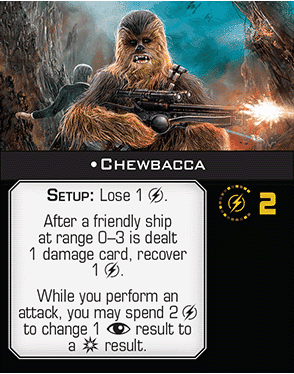 • CHEWBACCA
SETUP: Lose 1 .
After a friendly ship
at range 0–3 is dealt
1 damage card, recover
1 .
While you perform an
attack, you may spend 2
to change 1 result to
a result.
2